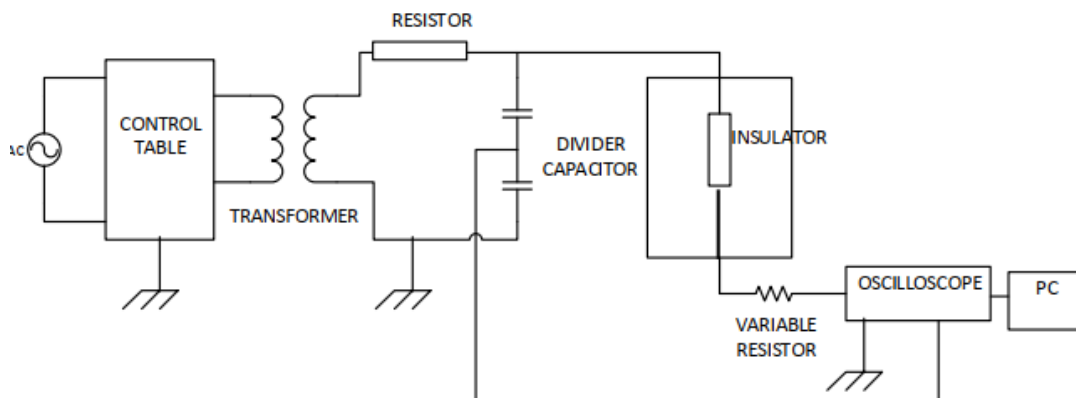 RESISTOR
AC
CONTROL
TABLE
TRANSFORMER
DIVIDER
CAPACITOR
INSULATOR
VARIABLE
RESISTOR
OSCILLOSCOPE
PC